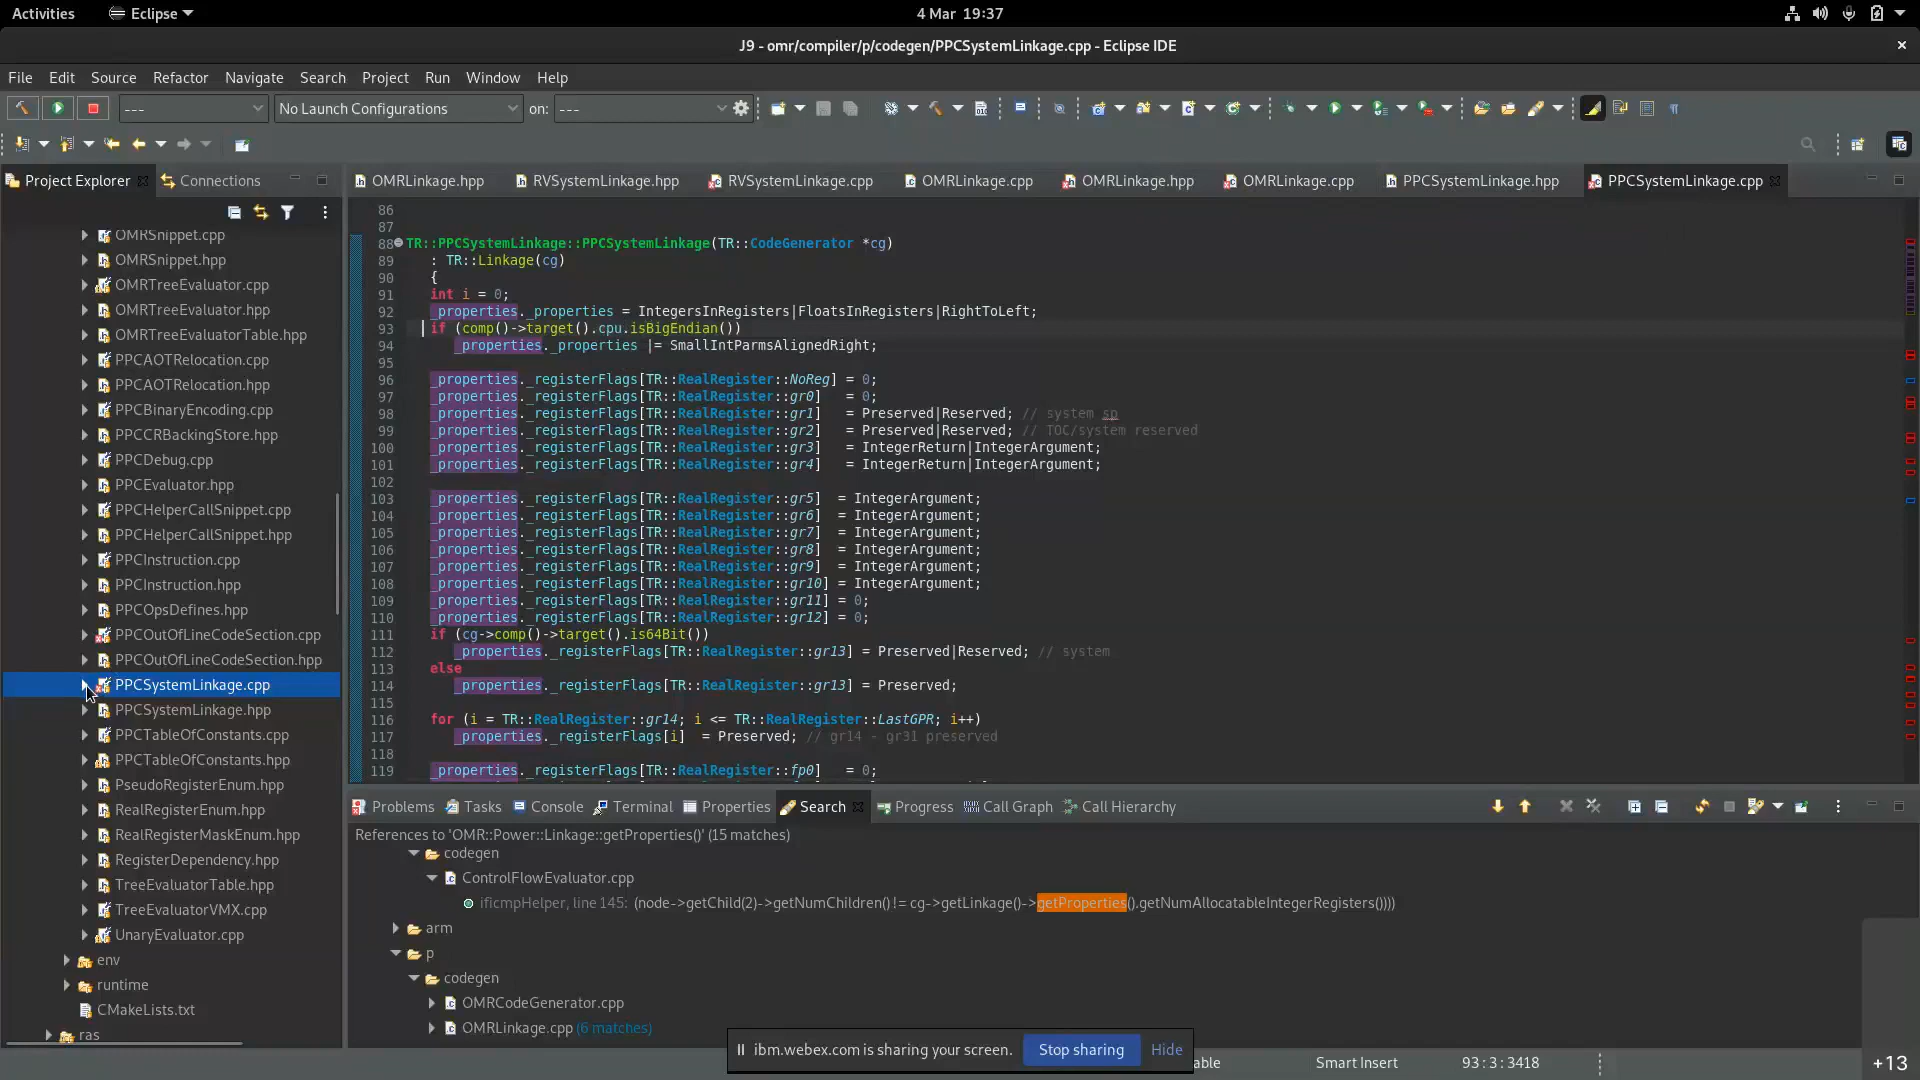 Activities
Eclipse
4 Mar 19:37
J9 - omr/compiler/p/codegen/PPCSystemLinkage.cpp - Eclipse IDE
File Edit Source Refactor Navigate Search Project Run Window Help
--- No Launch Configurations on: ---
Project Explorer
Connections
OMRLinkage.hpp
RVSystemLinkage.hpp
RVSystemLinkage.cpp
OMRLinkage.cpp
OMRLinkage.hpp
OMRLinkage.cpp
PPCSystemLinkage.hpp
PPCSystemLinkage.cpp
OMRSnippet.cpp
OMRSnippet.hpp
OMRTreeEvaluator.cpp
OMRTreeEvaluator.hpp
OMRTreeEvaluatorTable.hpp
PPCAOTRelocation.cpp
PPCAOTRelocation.hpp
PPCBinaryEncoding.cpp
PPCCRBackingStore.hpp
PPCDebug.cpp
PPCEvaluator.hpp
PPCHelperCallSnippet.cpp
PPCHelperCallSnippet.hpp
PPCInstruction.cpp
PPCInstruction.hpp
PPCOpsDefines.hpp
PPCOutOfLineCodeSection.cpp
PPCOutOfLineCodeSection.hpp
PPCSystemLinkage.cpp
PPCSystemLinkage.hpp
PPCTableOfConstants.cpp
PPCTableOfConstants.hpp
PseudoRegisterEnum.hpp
RealRegisterEnum.hpp
RealRegisterMaskEnum.hpp
RegisterDependency.hpp
TreeEvaluatorTable.hpp
TreeEvaluatorVMX.cpp
UnaryEvaluator.cpp
env
runtime
CMakeLists.txt
ras
86
87
88 TR::PPCSystemLinkage::PPCSystemLinkage(TR::CodeGenerator *cg)
89 : TR::Linkage(cg)
90 {
91 int i = 0;
92 _properties._properties = IntegersInRegisters|FloatsInRegisters|RightToLeft;
93 if (comp()->target().cpu.isBigEndian())
94 _properties._properties |= SmallIntParmsAlignedRight;
95
96 _properties._registerFlags[TR::RealRegister::NoReg] = 0;
97 _properties._registerFlags[TR::RealRegister::gr0] = 0;
98 _properties._registerFlags[TR::RealRegister::gr1] = Preserved|Reserved; // system sp
99 _properties._registerFlags[TR::RealRegister::gr2] = Preserved|Reserved; // TOC/system reserved
100 _properties._registerFlags[TR::RealRegister::gr3] = IntegerReturn|IntegerArgument;
101 _properties._registerFlags[TR::RealRegister::gr4] = IntegerReturn|IntegerArgument;
102
103 _properties._registerFlags[TR::RealRegister::gr5] = IntegerArgument;
104 _properties._registerFlags[TR::RealRegister::gr6] = IntegerArgument;
105 _properties._registerFlags[TR::RealRegister::gr7] = IntegerArgument;
106 _properties._registerFlags[TR::RealRegister::gr8] = IntegerArgument;
107 _properties._registerFlags[TR::RealRegister::gr9] = IntegerArgument;
108 _properties._registerFlags[TR::RealRegister::gr10] = IntegerArgument;
109 _properties._registerFlags[TR::RealRegister::gr11] = 0;
110 _properties._registerFlags[TR::RealRegister::gr12] = 0;
111 if (cg->comp()->target().is64Bit())
112 _properties._registerFlags[TR::RealRegister::gr13] = Preserved|Reserved; // system
113 else
114 _properties._registerFlags[TR::RealRegister::gr13] = Preserved;
115
116 for (i = TR::RealRegister::gr14; i <= TR::RealRegister::LastGPR; i++)
117 _properties._registerFlags[i] = Preserved; // gr14 - gr31 preserved
118
119 _properties._registerFlags[TR::RealRegister::fp0] = 0;
Problems Tasks Console Terminal Properties Search Progress Call Graph Call Hierarchy
References to 'OMR::Power::Linkage::getProperties()' (15 matches)
codegen
ControlFlowEvaluator.cpp
ificmpHelper, line 145: (node->getChild(2)->getNumChildren() != cg->getLinkage()->getProperties().getNumAllocatableIntegerRegisters())))
arm
p
codegen
OMRCodeGenerator.cpp
OMRLinkage.cpp (6 matches)
ibm.webex.com is sharing your screen.
Stop sharing
Hide
able
Smart Insert
93 : 3 : 3418
+13